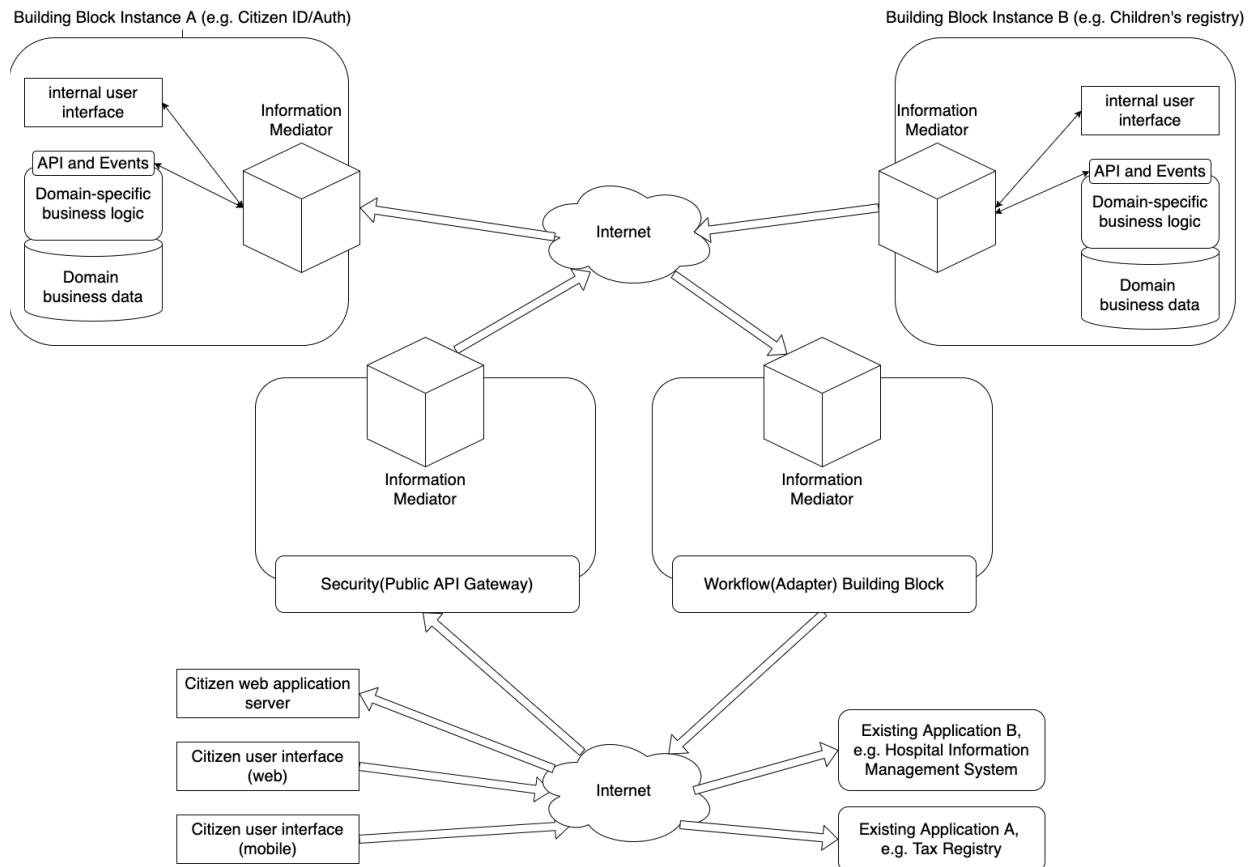 Building Block Instance A (e.g. Citizen ID/Auth)
Building Block Instance B (e.g. Children's registry)
internal user
interface
Information
Mediator
API and Events
Domain-specific
business logic
Domain
business data
Internet
Information
Mediator
internal user
interface
API and Events
Domain-specific
business logic
Domain
business data
Information
Mediator
Information
Mediator
Security(Public API Gateway)
Workflow(Adapter) Building Block
Citizen web application
server
Citizen user interface
(web)
Citizen user interface
(mobile)
Internet
Existing Application B,
e.g. Hospital Information
Management System
Existing Application A,
e.g. Tax Registry